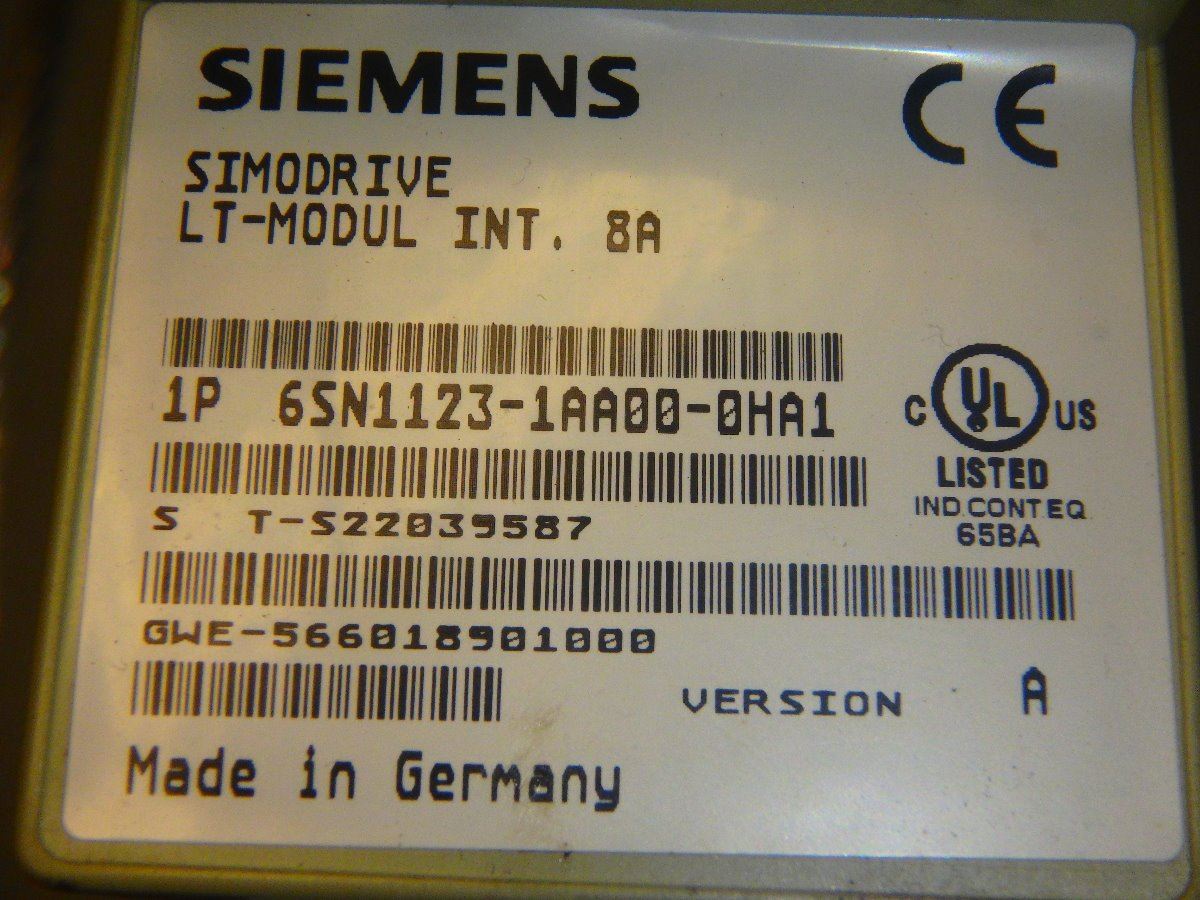 SIEMENS
CE
SIMODRIVE
LT-MODUL INT. 8A
1P 6SN1123-1AA00-0HA1
C UL US
LISTED
IND.CONT.EQ
65BA
S T-S22039587
GWE-566018901000
VERSION A
Made in Germany